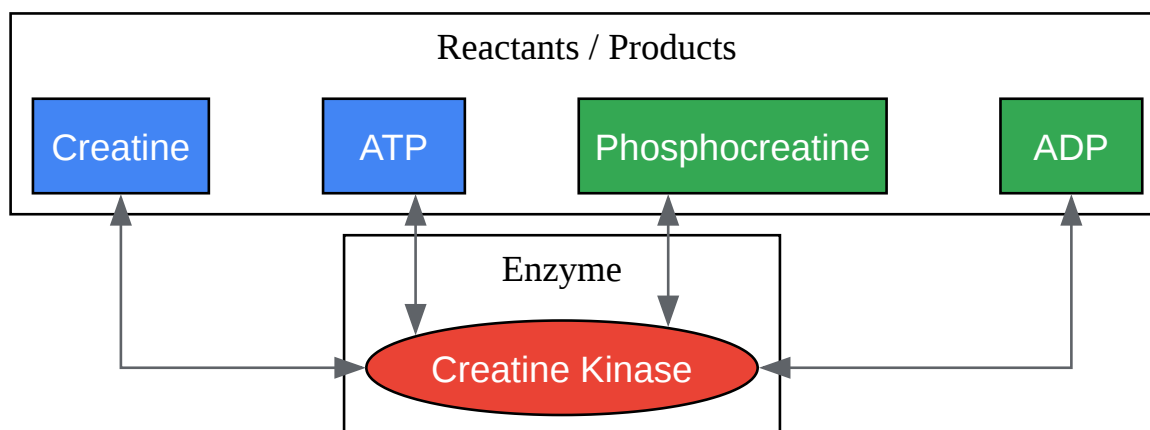 Reactants / Products
Creatine
ATP
Phosphocreatine
ADP
Enzyme
Creatine Kinase